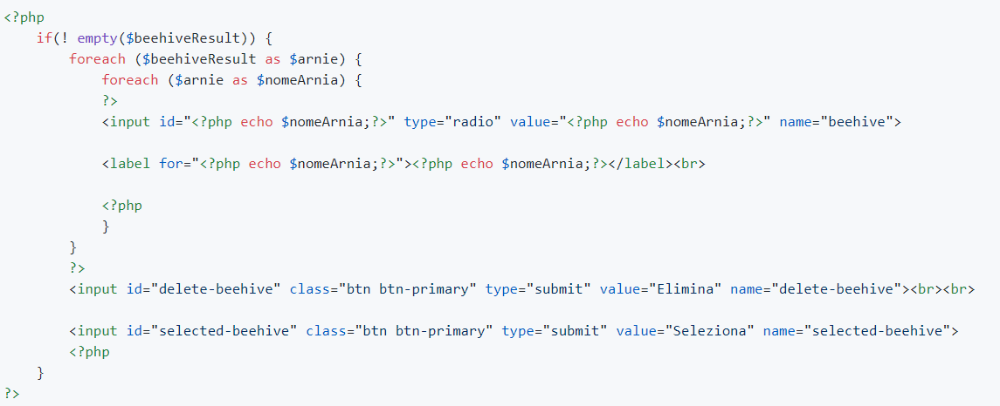 <?php
    if(! empty($beehiveResult)) {
        foreach ($beehiveResult as $arnie) {
            foreach ($arnie as $nomeArnia) {
            ?>
            <input id="<?php echo $nomeArnia;?>" type="radio" value="<?php echo $nomeArnia;?>" name="beehive">
            <label for="<?php echo $nomeArnia;?>"><?php echo $nomeArnia;?></label><br>
            <?php
            }
        }
        ?>
        <input id="delete-beehive" class="btn btn-primary" type="submit" value="Elimina" name="delete-beehive"><br><br>
        <input id="selected-beehive" class="btn btn-primary" type="submit" value="Seleziona" name="selected-beehive">
        <?php
    }
?>